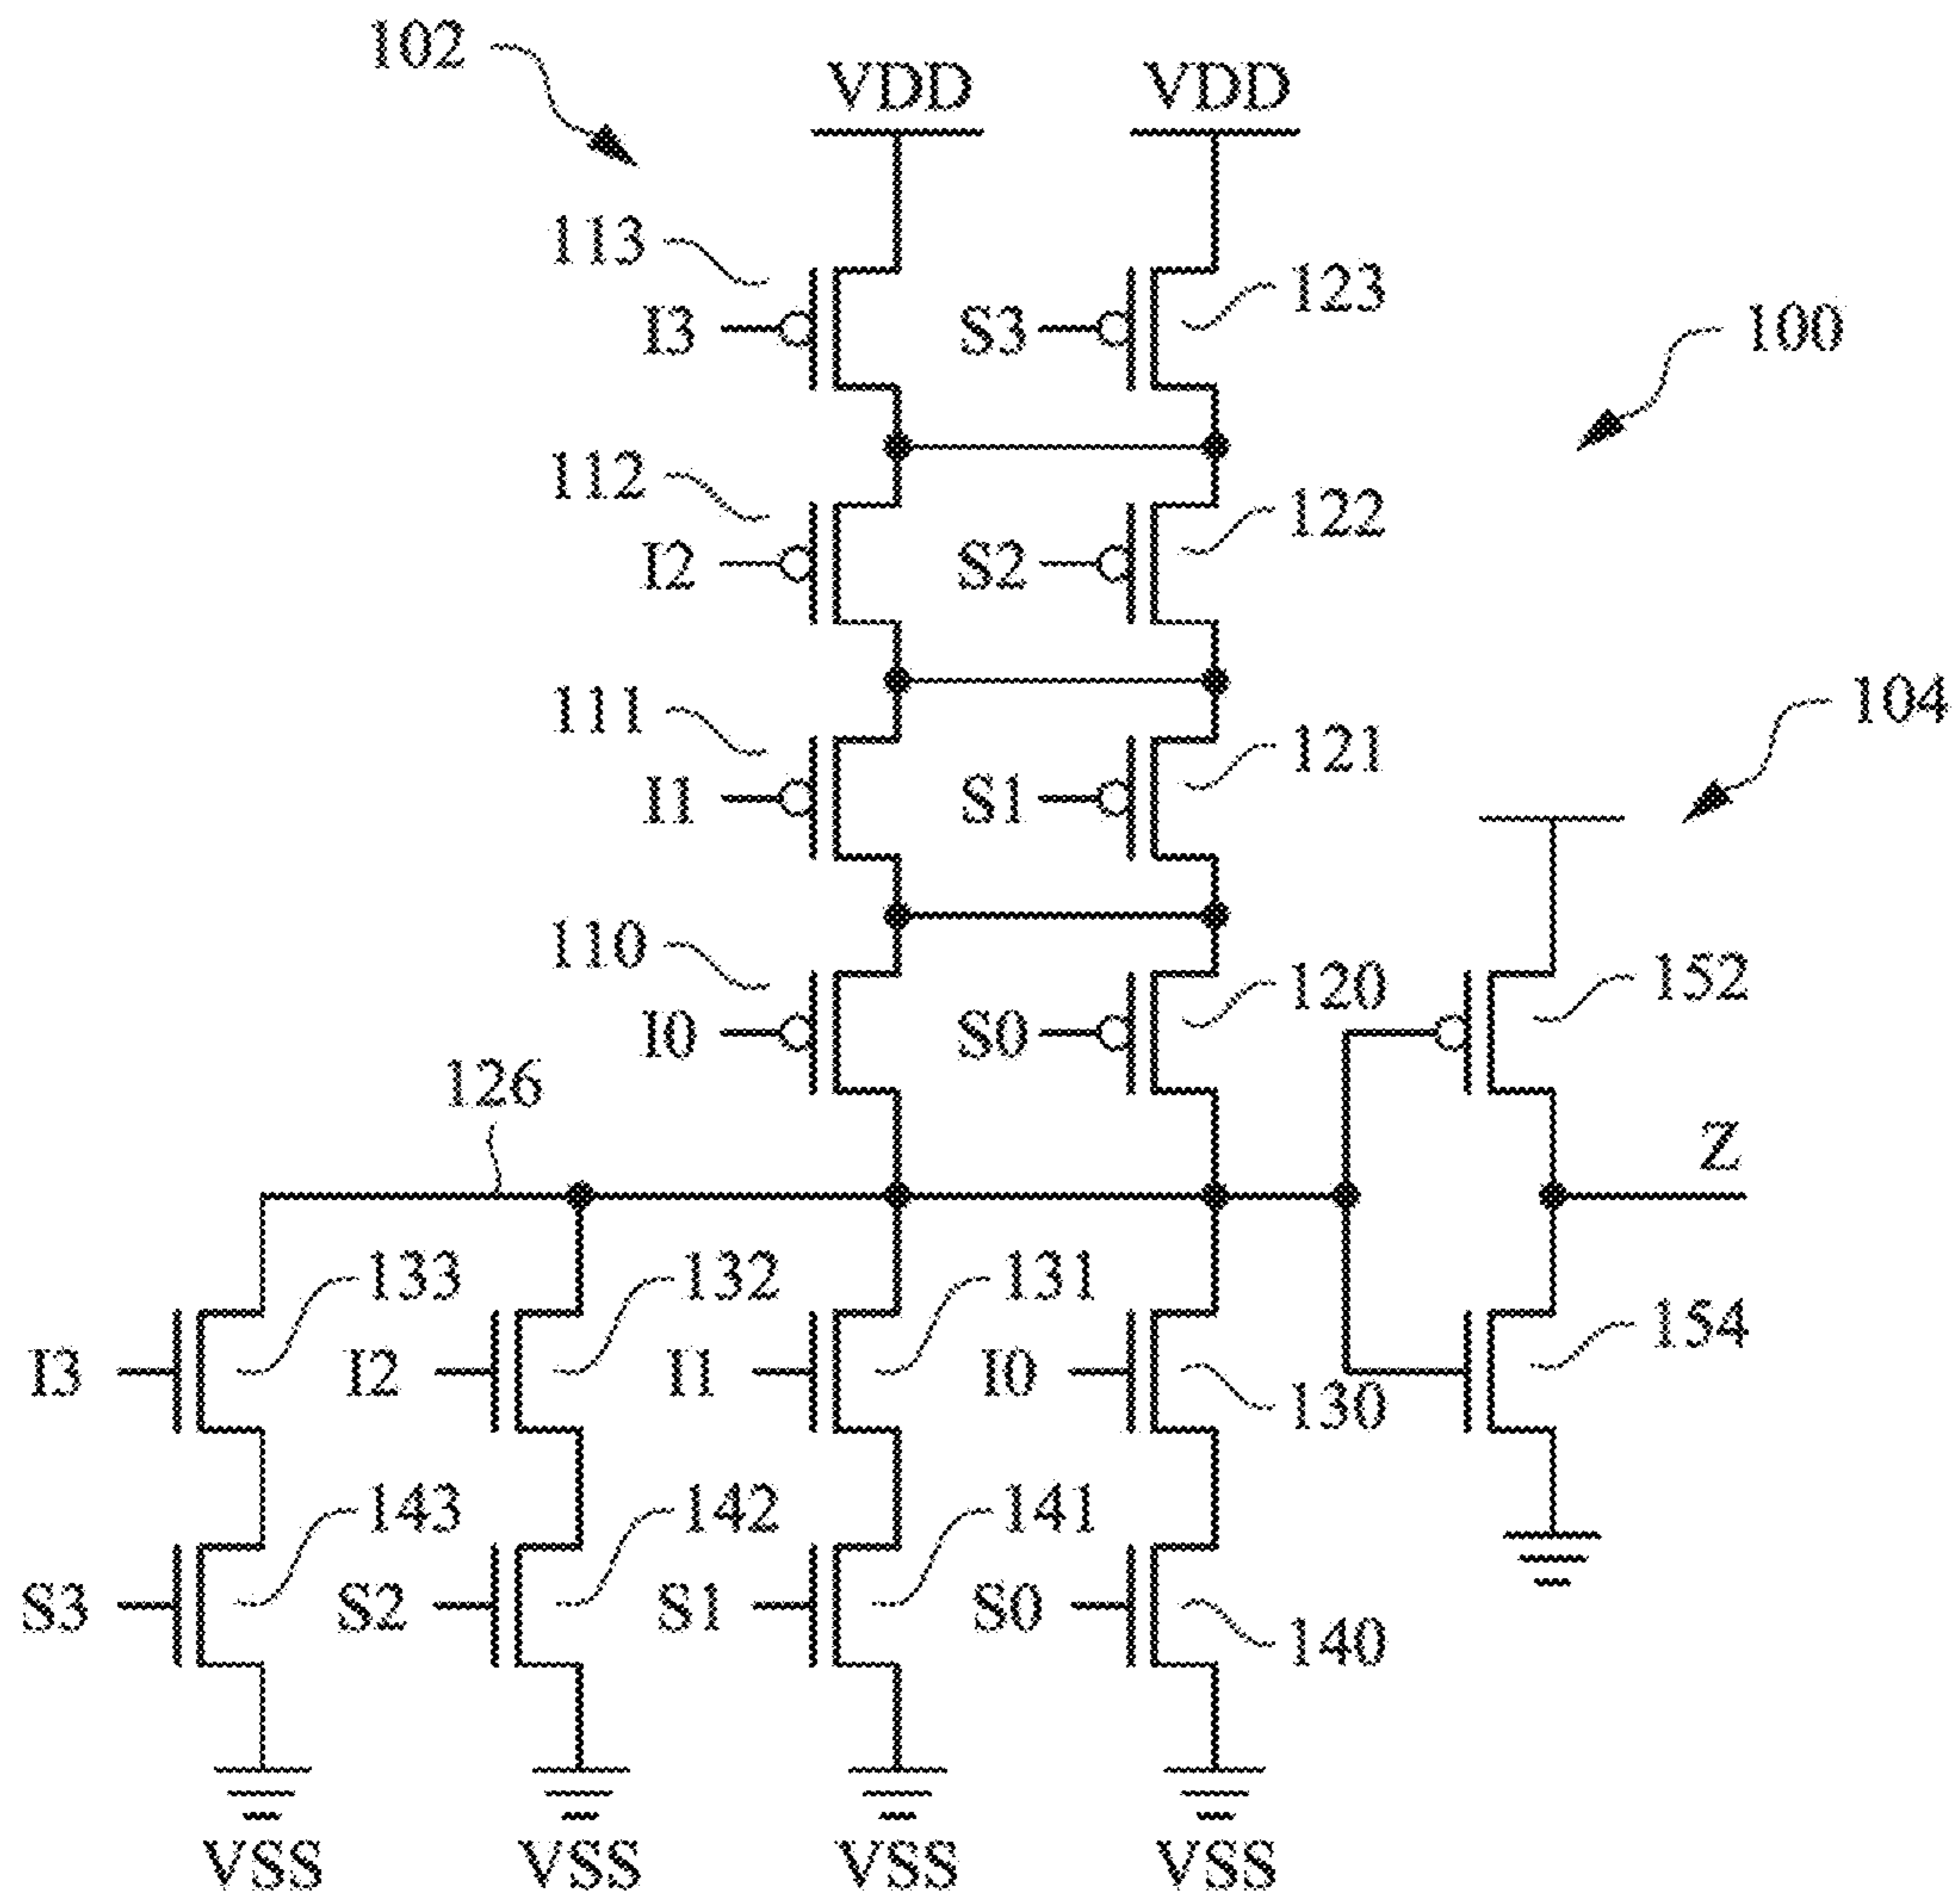 102
VDD VDD
113
123
I3 S3
100
112
122
I2 S2
111
121
104
I1 S1
110
120
152
I0 S0
126
Z
133 132 131
154
I3 I2 I1 I0
130
143 142 141
S3 S2 S1 S0
140
VSS VSS VSS VSS